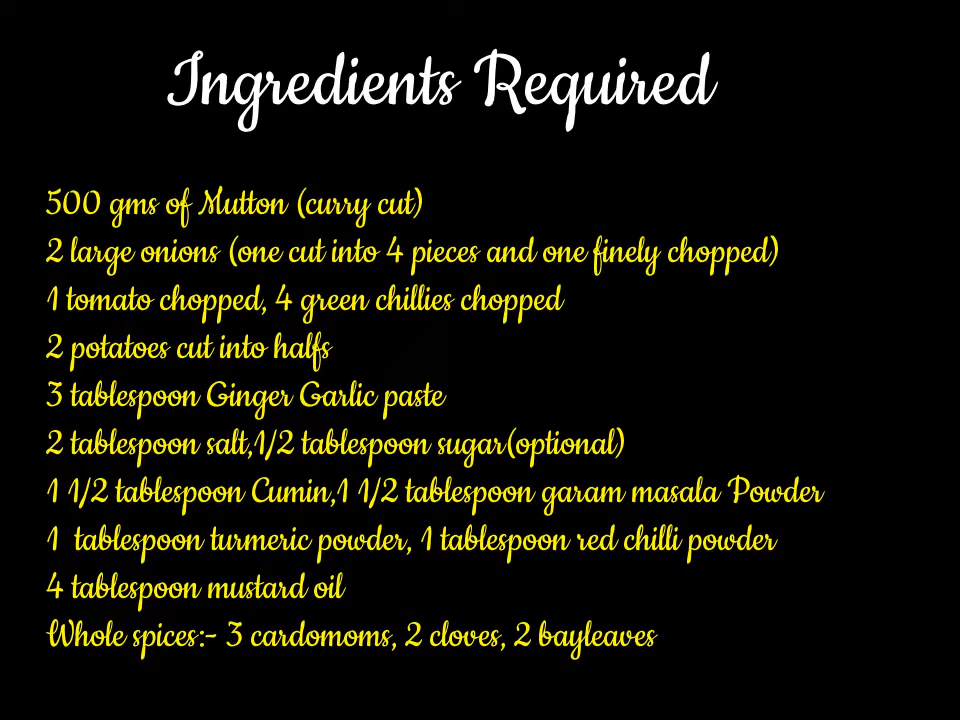 Ingredients Required
500 gms of Mutton (curry cut)
2 large onions (one cut into 4 pieces and one finely chopped)
1 tomato chopped, 4 green chillies chopped
2 potatoes cut into halfs
3 tablespoon Ginger Garlic paste
2 tablespoon salt,1/2 tablespoon sugar(optional)
1 1/2 tablespoon Cumin,1 1/2 tablespoon garam masala Powder
1  tablespoon turmeric powder, 1 tablespoon red chilli powder
4 tablespoon mustard oil
Whole spices:- 3 cardomoms, 2 cloves, 2 bayleaves